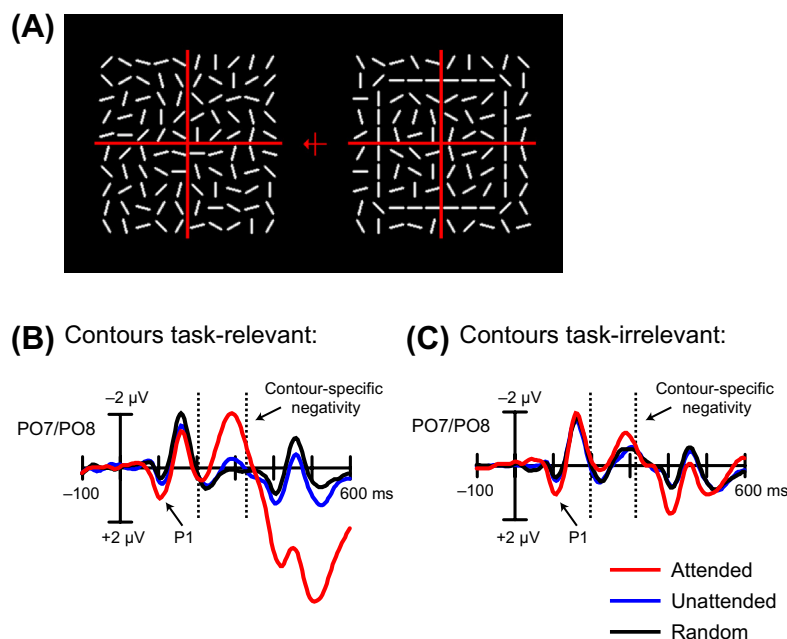 (A)
(B) Contours task-relevant:
–2 µV
PO7/PO8
Contour-specific
negativity
–100
600 ms
P1
+2 µV
(C) Contours task-irrelevant:
–2 µV
PO7/PO8
Contour-specific
negativity
–100
600 ms
P1
+2 µV
Attended
Unattended
Random